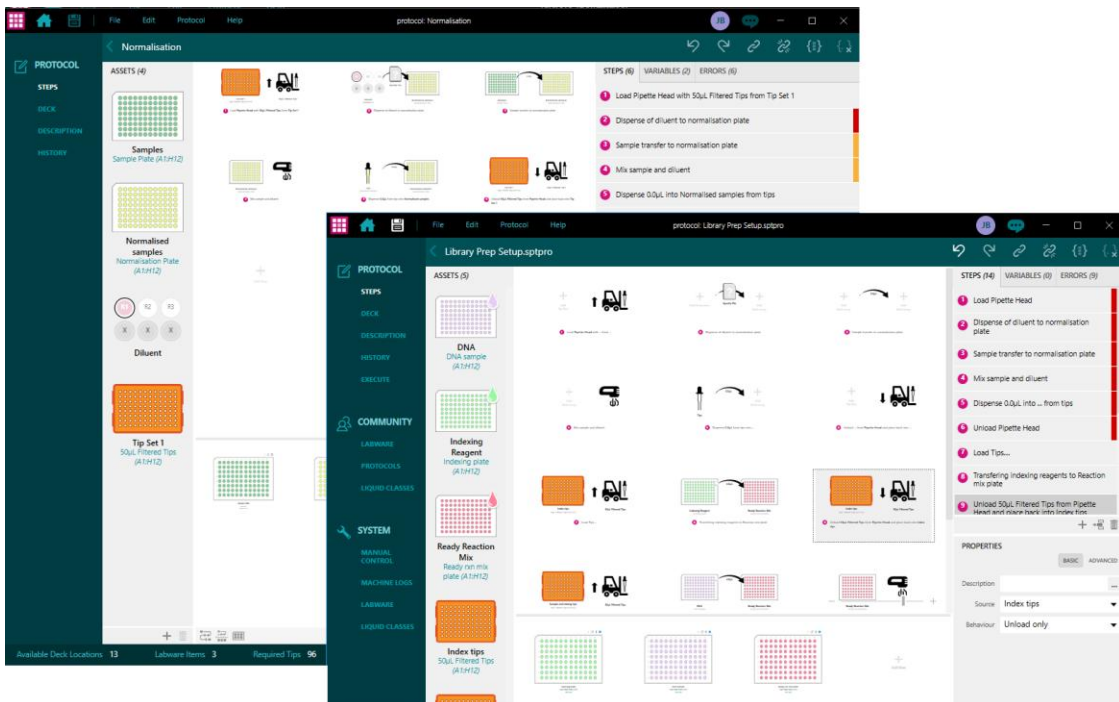 File Edit Protocol Help
protocol: Normalisation
JB
Normalisation
PROTOCOL
STEPS
DECK
DESCRIPTION
HISTORY
ASSETS (4)
Samples
Sample Plate (A1:H12)
Normalised
samples
Normalisation Plate
(A1:H12)
R2 R3
X X X
Diluent
Tip Set 1
50µL Filtered Tips
(A1:H12)
STEPS (6) VARIABLES (2) ERRORS (6)
1 Load Pipette Head with 50µL Filtered Tips from Tip Set 1
2 Dispense of diluent to normalisation plate
3 Sample transfer to normalisation plate
4 Mix sample and diluent
5 Dispense 0.0µL into Normalised samples from tips
Available Deck Locations 13 Labware Items 3 Required Tips 96
File Edit Protocol Help
protocol: Library Prep Setup.sptpro
JB
Library Prep Setup.sptpro
PROTOCOL
STEPS
DECK
DESCRIPTION
HISTORY
EXECUTE
COMMUNITY
LABWARE
PROTOCOLS
LIQUID CLASSES
SYSTEM
MANUAL
CONTROL
MACHINE LOGS
LABWARE
LIQUID CLASSES
ASSETS (5)
DNA
DNA sample
(A1:H12)
Indexing
Reagent
Indexing plate
(A1:H12)
Ready Reaction
Mix
Ready rxn mix
plate (A1:H12)
Index tips
50µL Filtered Tips
(A1:H12)
STEPS (14) VARIABLES (0) ERRORS (9)
1 Load Pipette Head
2 Dispense of diluent to normalisation
plate
3 Sample transfer to normalisation plate
4 Mix sample and diluent
5 Dispense 0.0µL into ... from tips
6 Unload Pipette Head
7 Load Tips...
8 Transfering indexing reagents to Reaction
mix plate
9 Unload 50µL Filtered Tips from Pipette
Head and place back into Index tips
PROPERTIES
BASIC ADVANCED
Description
Source Index tips
Behaviour Unload only